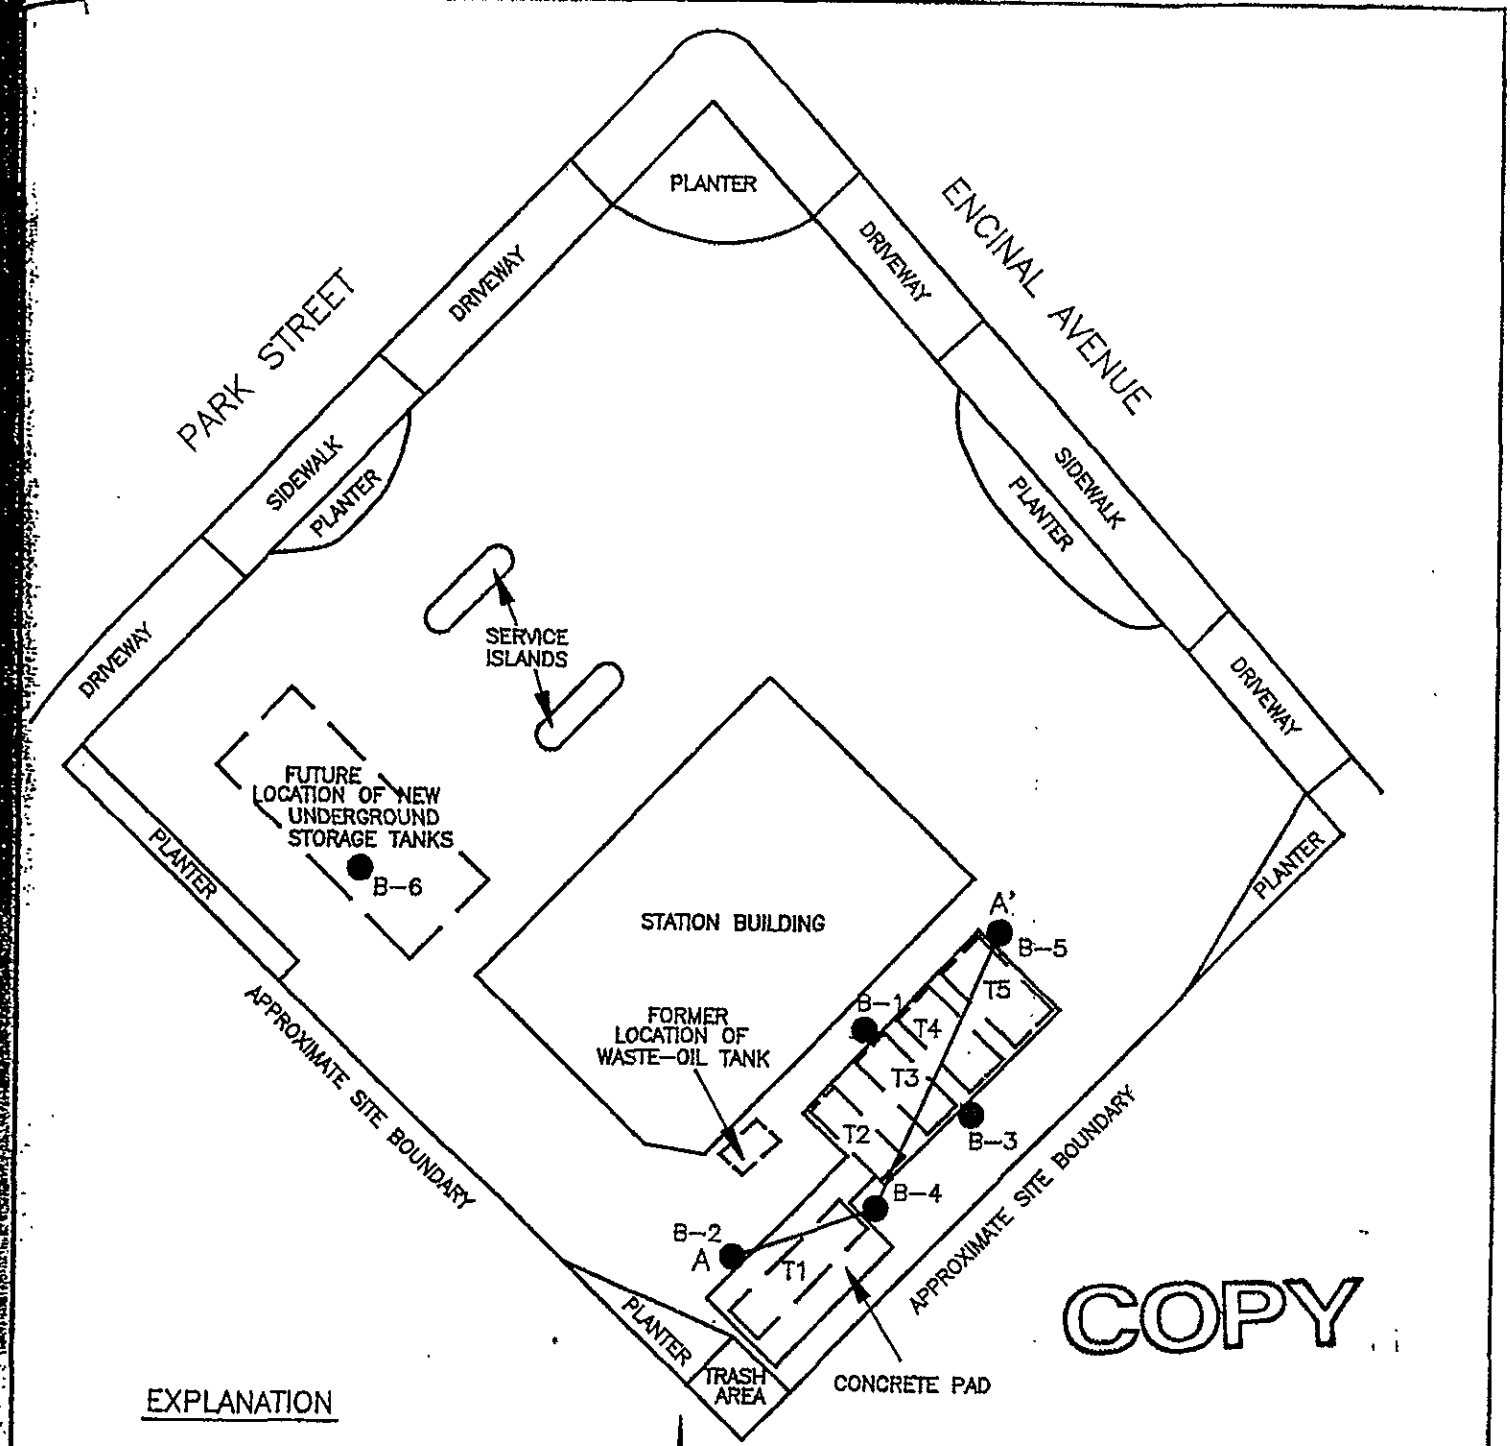 PLANTER
DRIVEWAY
DRIVEWAY
ENCINAL AVENUE
PARK STREET
SIDEWALK
PLANTER
SIDEWALK
PLANTER
SERVICE
ISLANDS
DRIVEWAY
DRIVEWAY
FUTURE
LOCATION OF NEW
UNDERGROUND
STORAGE TANKS
B-6
PLANTER
PLANTER
STATION BUILDING
A'
B-5
T5
B-1
T4
FORMER
LOCATION OF
WASTE-OIL TANK
T3
T2
B-3
APPROXIMATE SITE BOUNDARY
B-4
B-2
A
T1
APPROXIMATE SITE BOUNDARY
COPY
PLANTER
TRASH
AREA
CONCRETE PAD
EXPLANATION